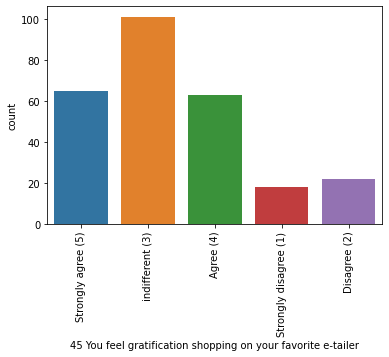 100
80
60
40
20
0
count
Strongly agree (5)
indifferent (3)
Agree (4)
Strongly disagree (1)
Disagree (2)
45 You feel gratification shopping on your favorite e-tailer